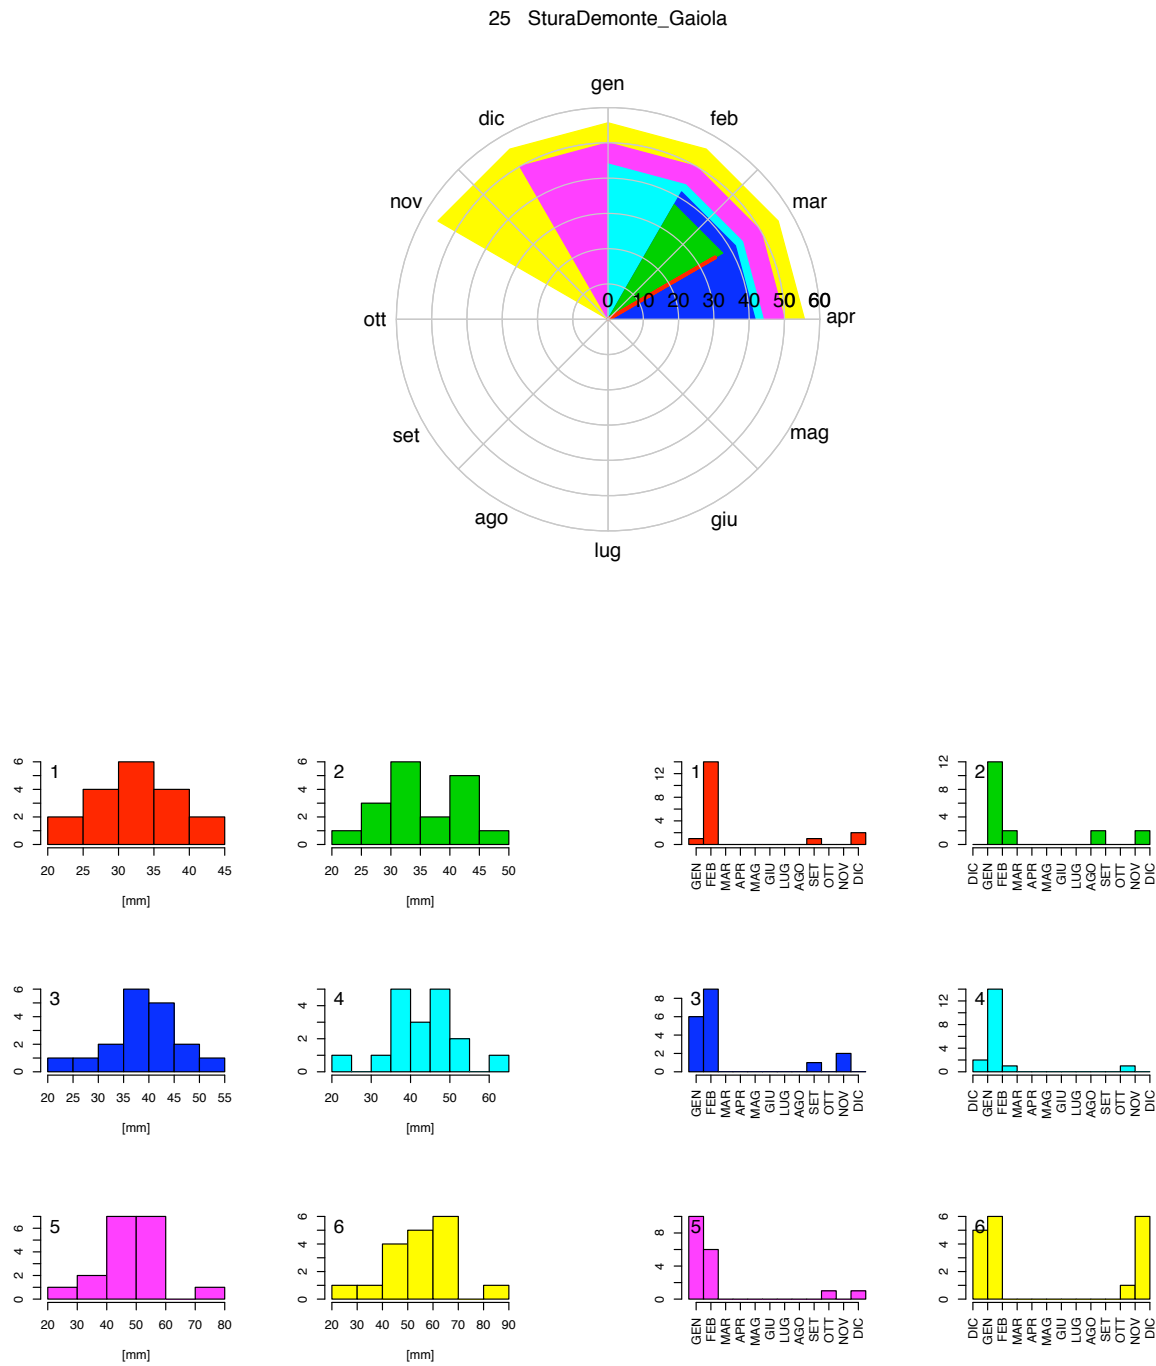 25 SturaDemonte_Gaiola
gen
dic feb
nov mar
0 10 20 30 40 50 60
ott apr
set mag
ago giu
lug
1
0 2 4 6
20 25 30 35 40 45
[mm]
2
0 2 4 6
20 25 30 35 40 45 50
[mm]
1
0 4 8 12
GEN FEB MAR APR MAG GIU LUG AGO SET OTT NOV DIC
2
0 4 8 12
DIC GEN FEB MAR APR MAG GIU LUG AGO SET OTT NOV DIC
3
0 2 4 6
20 25 30 35 40 45 50 55
[mm]
4
0 2 4
20 30 40 50 60
[mm]
3
0 2 4 6 8
GEN FEB MAR APR MAG GIU LUG AGO SET OTT NOV DIC
4
0 4 8 12
DIC GEN FEB MAR APR MAG GIU LUG AGO SET OTT NOV DIC
5
0 2 4 6
20 30 40 50 60 70 80
[mm]
6
0 2 4 6
20 30 40 50 60 70 80 90
[mm]
5
0 4 8
GEN FEB MAR APR MAG GIU LUG AGO SET OTT NOV DIC
6
0 2 4 6
DIC GEN FEB MAR APR MAG GIU LUG AGO SET OTT NOV DIC